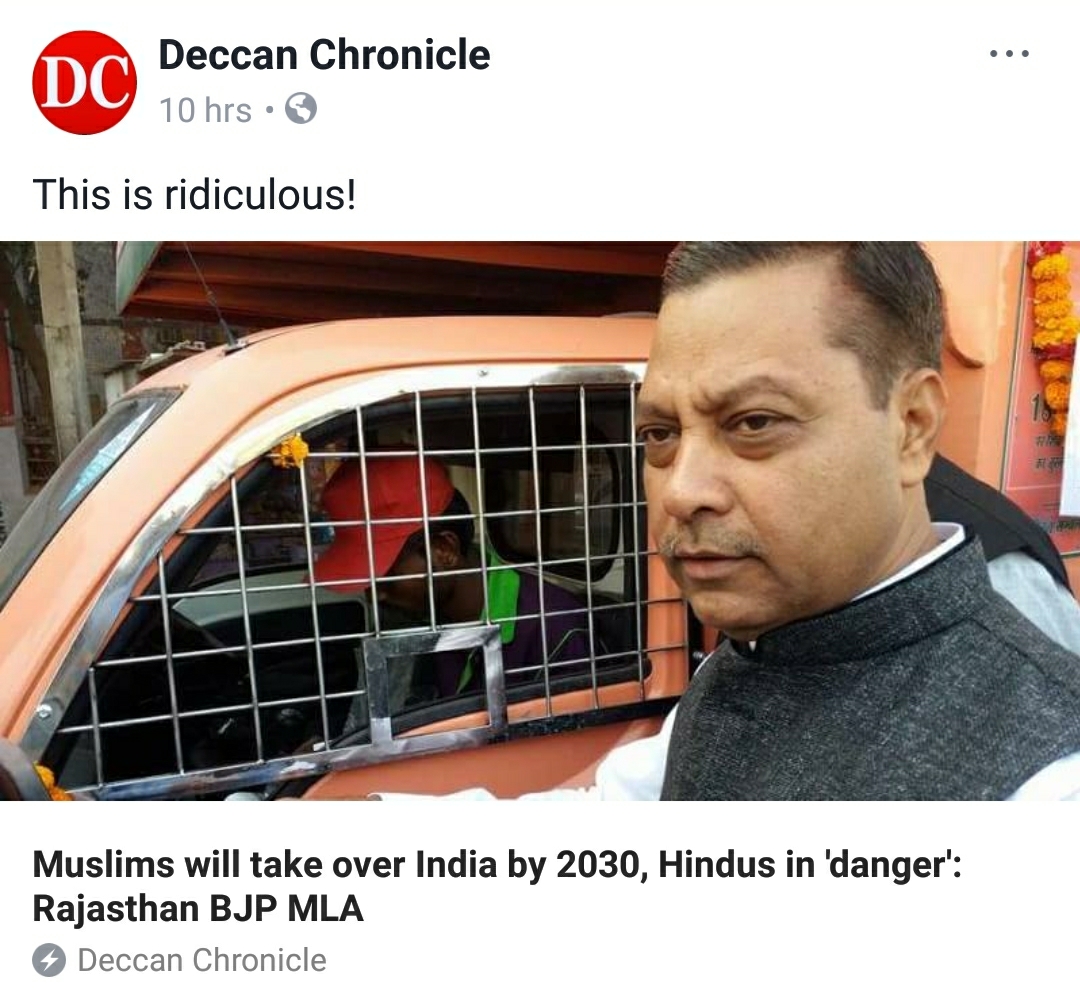 DC
Deccan Chronicle
10 hrs
This is ridiculous!
Muslims will take over India by 2030, Hindus in 'danger':
Rajasthan BJP MLA
Deccan Chronicle